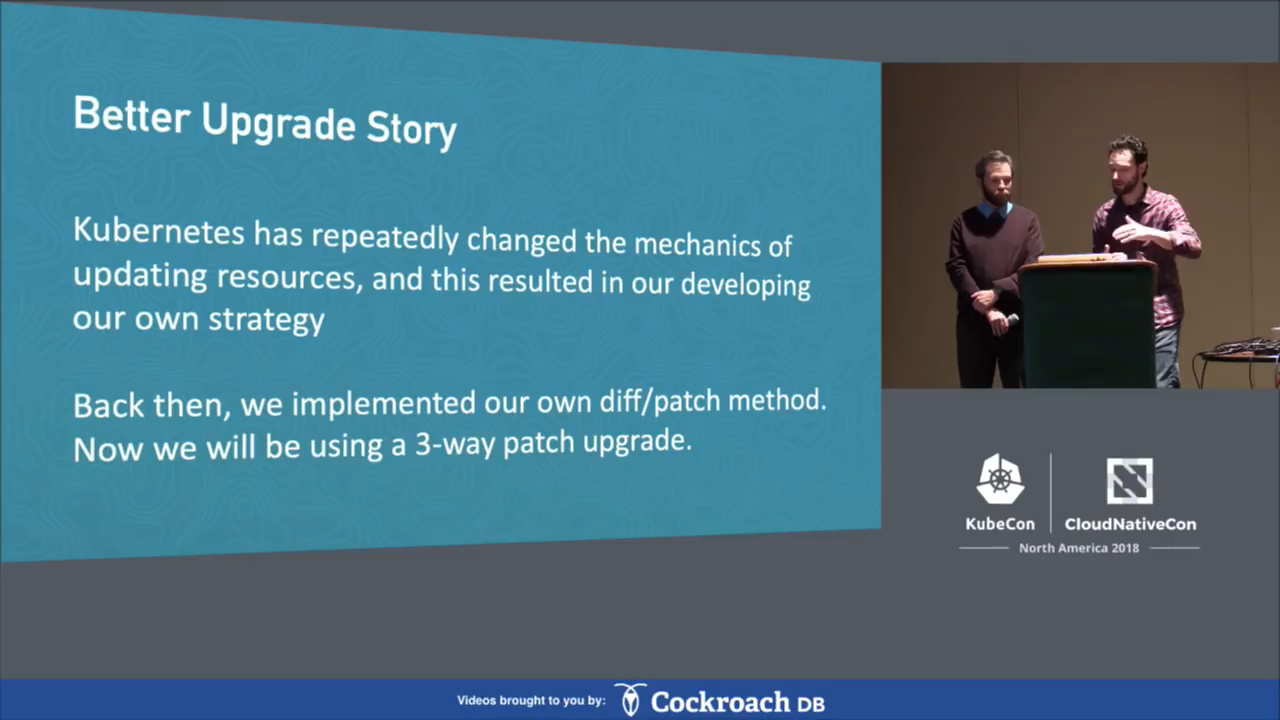 Better Upgrade Story
Kubernetes has repeatedly changed the mechanics of
updating resources, and this resulted in our developing
our own strategy
Back then, we implemented our own diff/patch method.
Now we will be using a 3-way patch upgrade.
KubeCon
CloudNativeCon
North America 2018
Videos brought to you by:
Cockroach DB